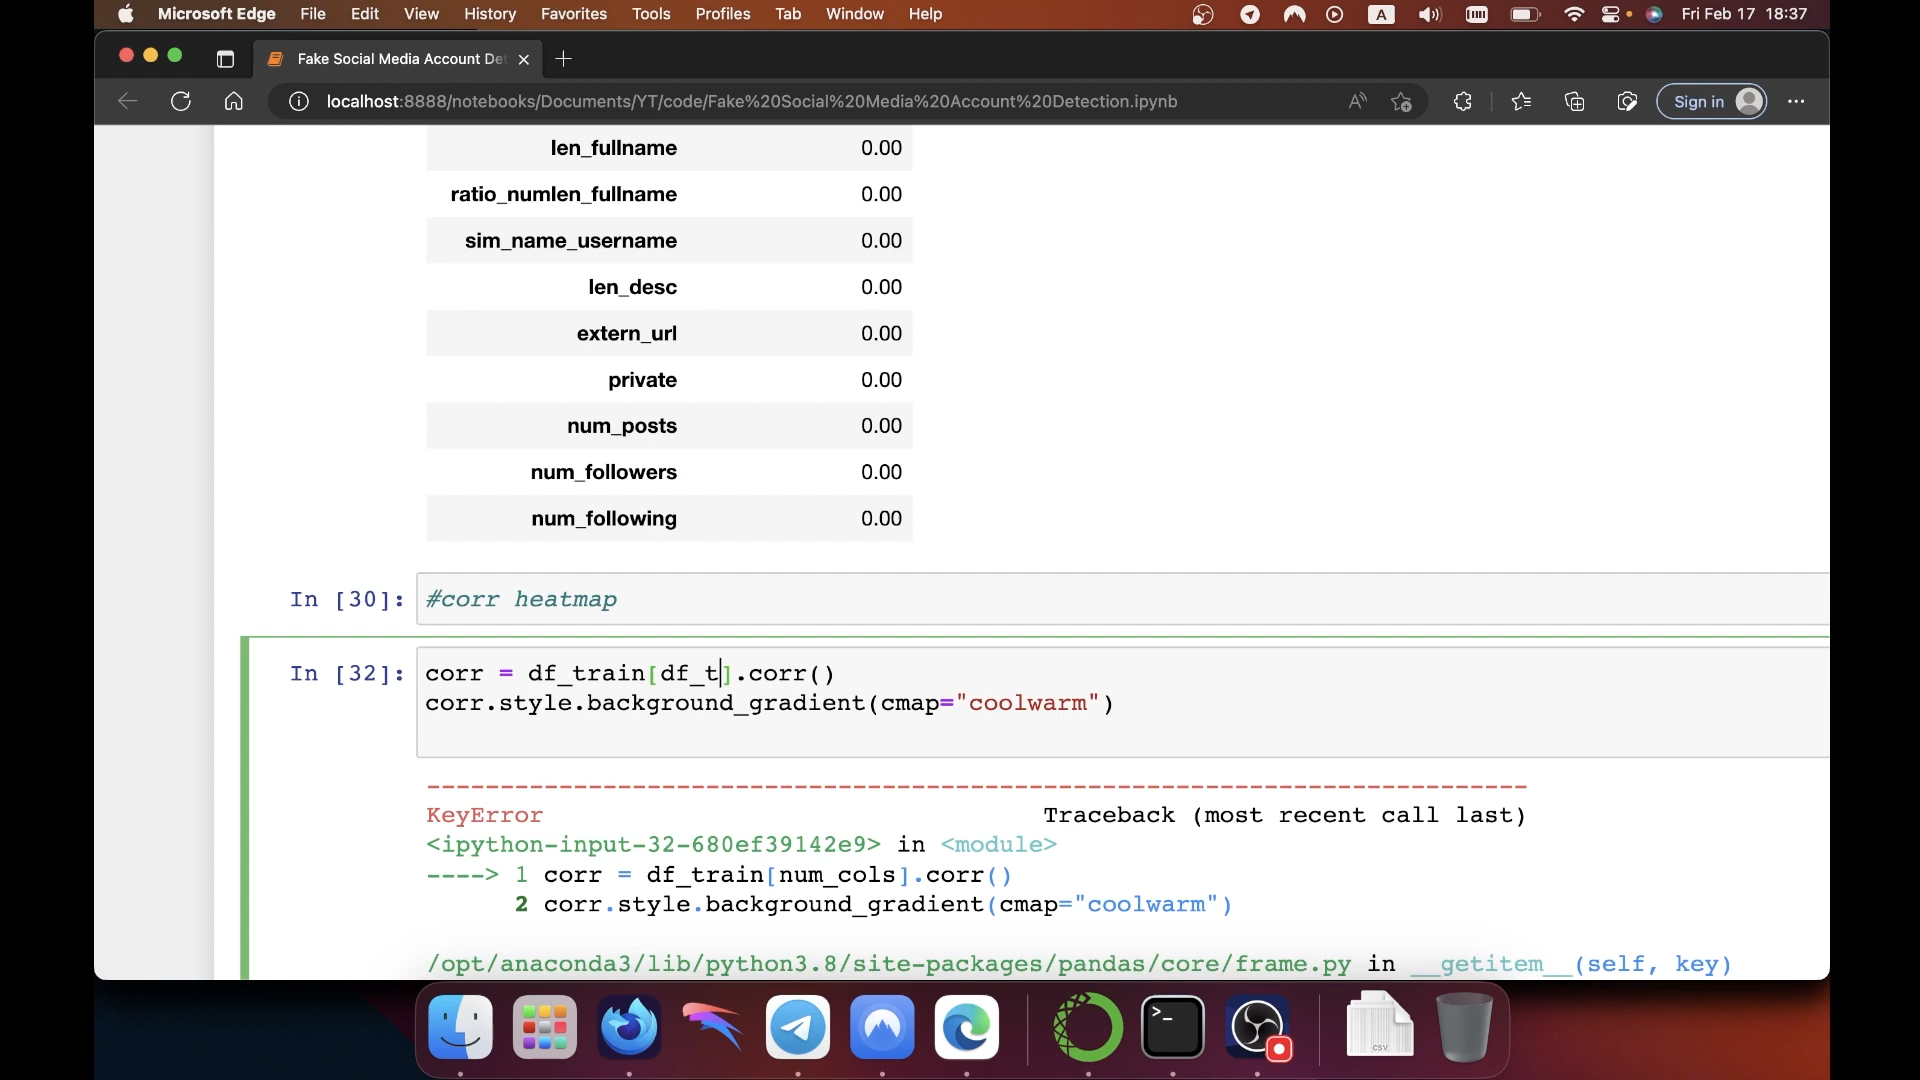 Microsoft Edge File Edit View History Favorites Tools Profiles Tab Window Help A Fri Feb 17 18:37
Fake Social Media Account De
localhost:8888/notebooks/Documents/YT/code/Fake%20Social%20Media%20Account%20Detection.ipynb Sign in
len_fullname 0.00
ratio_numlen_fullname 0.00
sim_name_username 0.00
len_desc 0.00
extern_url 0.00
private 0.00
num_posts 0.00
num_followers 0.00
num_following 0.00
In [30]: #corr heatmap
In [32]: corr = df_train[df_t].corr()
corr.style.background_gradient(cmap="coolwarm")
---------------------------------------------------------------------------
KeyError Traceback (most recent call last)
<ipython-input-32-680ef39142e9> in <module>
----> 1 corr = df_train[num_cols].corr()
2 corr.style.background_gradient(cmap="coolwarm")
/opt/anaconda3/lib/python3.8/site-packages/pandas/core/frame.py in __getitem__(self, key)
>_
CSV